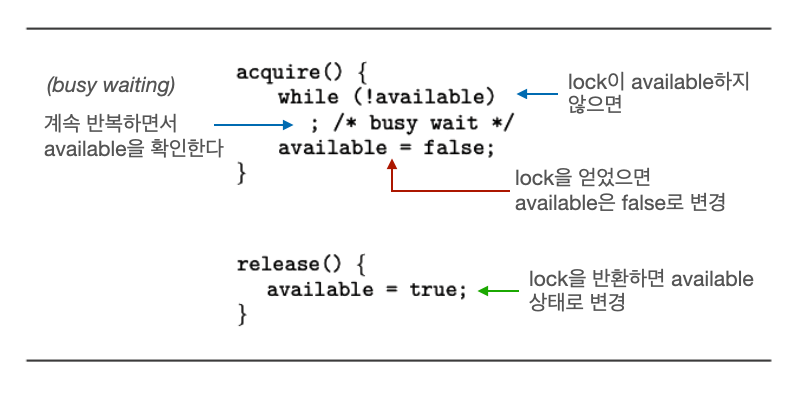 (busy waiting)
계속 반복하면서
available을 확인한다
acquire() {
while (!available)
; /* busy wait */
available = false;
}
lock이 available하지
않으면
lock을 얻었으면
available은 false로 변경
release() {
available = true;
}
lock을 반환하면 available
상태로 변경